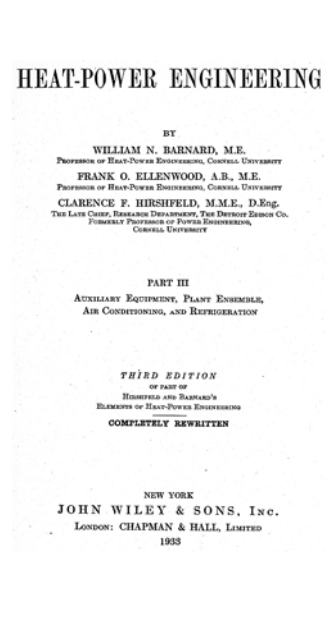 HEAT-POWER ENGINEERING
BY
WILLIAM N. BARNARD, M.E.
PROFESSOR OF HEAT-POWER ENGINEERING, CORNELL UNIVERSITY
FRANK O. ELLENWOOD, A.B., M.E.
PROFESSOR OF HEAT-POWER ENGINEERING, CORNELL UNIVERSITY
CLARENCE F. HIRSHFELD, M.M.E., D.Eng.
THE LATE CHIEF, RESEARCH DEPARTMENT, THE DETROIT EDISON CO.
FORMERLY PROFESSOR OF POWER ENGINEERING,
CORNELL UNIVERSITY
PART III
AUXILIARY EQUIPMENT, PLANT ENSEMBLE,
AIR CONDITIONING, AND REFRIGERATION
THIRD EDITION
OF PART OF
HIRSHFELD AND BARNARD'S
ELEMENTS OF HEAT-POWER ENGINEERING
COMPLETELY REWRITTEN
NEW YORK
JOHN WILEY & SONS, INC.
LONDON: CHAPMAN & HALL, LIMITED
1933